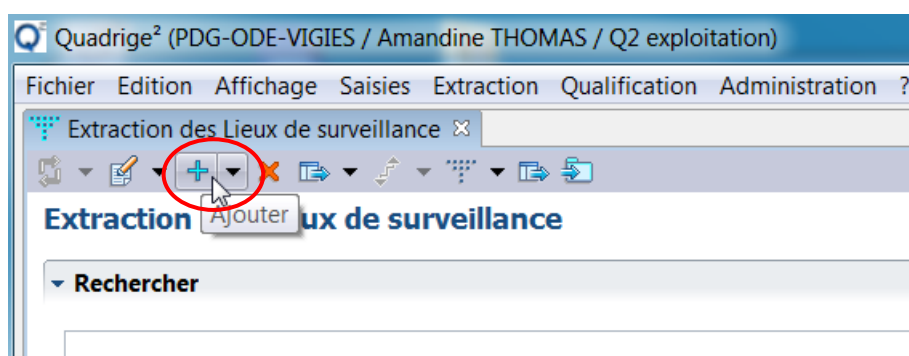 Quadrige² (PDG-ODE-VIGIES / Amandine THOMAS / Q2 exploitation)
Fichier Edition Affichage Saisies Extraction Qualification Administration ?
Extraction des Lieux de surveillance
Ajouter
Extraction ux de surveillance
Rechercher